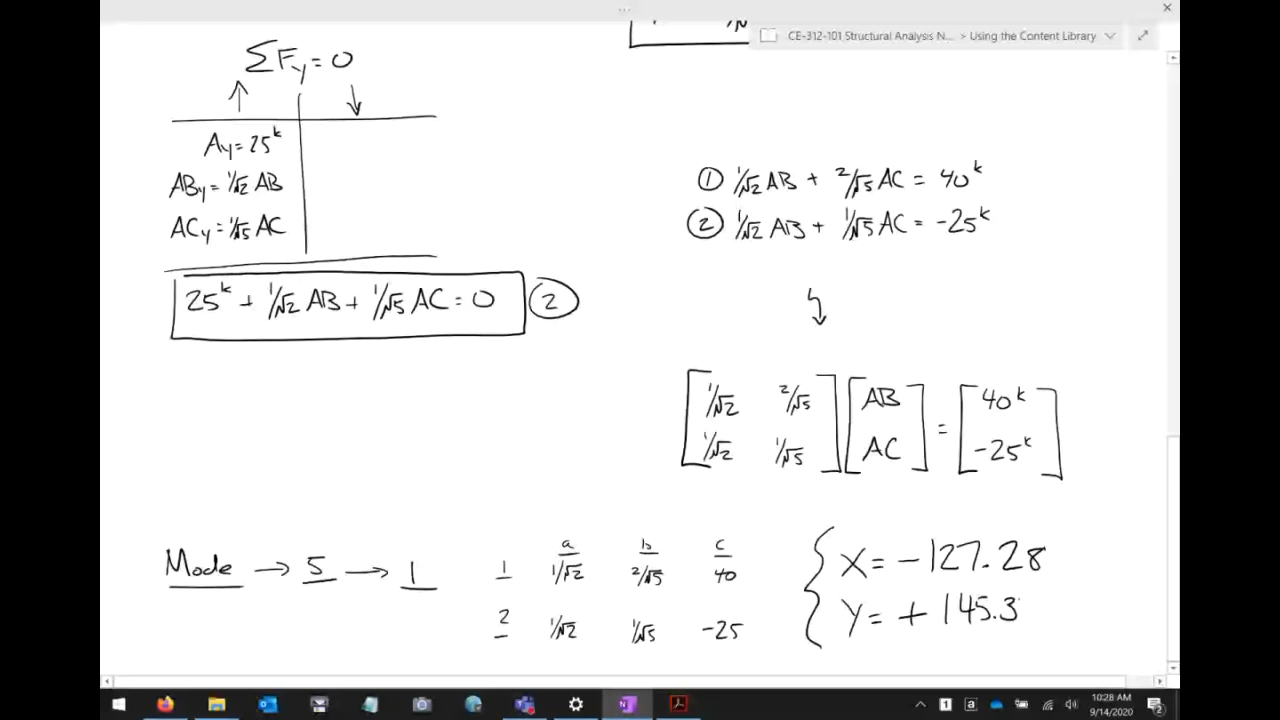 CE-312-101 Structural Analysis N... > Using the Content Library
ΣFy = 0
↑ ↓
Ay = 25ᵏ
ABy = 1/√2 AB
ACy = 1/√5 AC
25ᵏ + 1/√2 AB + 1/√5 AC = 0 ②
① 1/√2 AB + 2/√5 AC = 40ᵏ
② 1/√2 AB + 1/√5 AC = -25ᵏ
[1/√2 2/√5] [AB] = [40ᵏ]
[1/√2 1/√5] [AC] [-25ᵏ]
Mode → 5 → 1
a b c
1 1/√2 2/√5 40
2 1/√2 1/√5 -25
X = -127.28
Y = +145.3
10:28 AM
9/14/2020